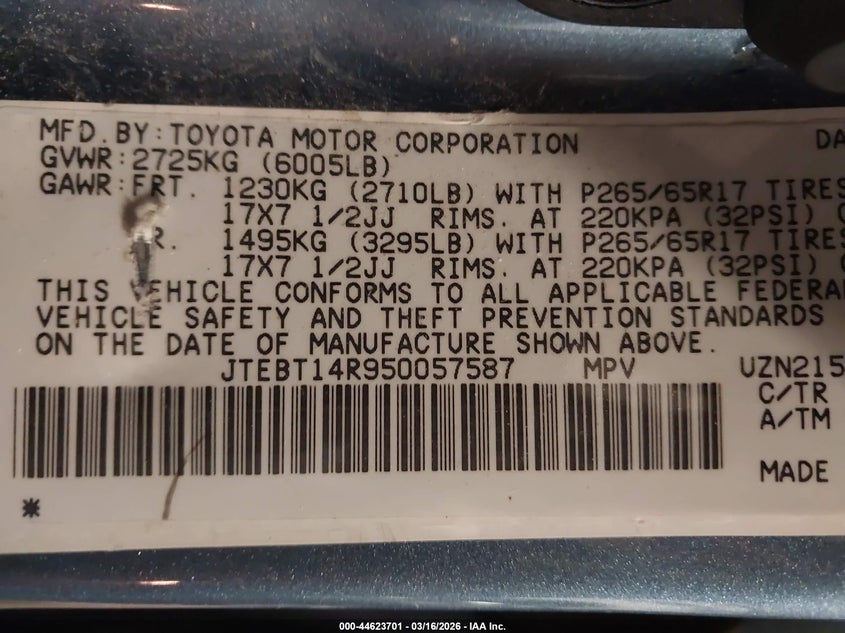 MFD. BY: TOYOTA MOTOR CORPORATION DA
GVWR: 2725KG (6005LB)
GAWR: FRT. 1230KG (2710LB) WITH P265/65R17 TIRES
17X7 1/2JJ RIMS. AT 220KPA (32PSI) C
R. 1495KG (3295LB) WITH P265/65R17 TIRES
17X7 1/2JJ RIMS. AT 220KPA (32PSI) C
THIS VEHICLE CONFORMS TO ALL APPLICABLE FEDERAL
VEHICLE SAFETY AND THEFT PREVENTION STANDARDS
ON THE DATE OF MANUFACTURE SHOWN ABOVE.
JTEBT14R950057587 MPV UZN215
C/TR
A/TM
MADE
*
000-44623701 - 03/16/2026 - IAA Inc.